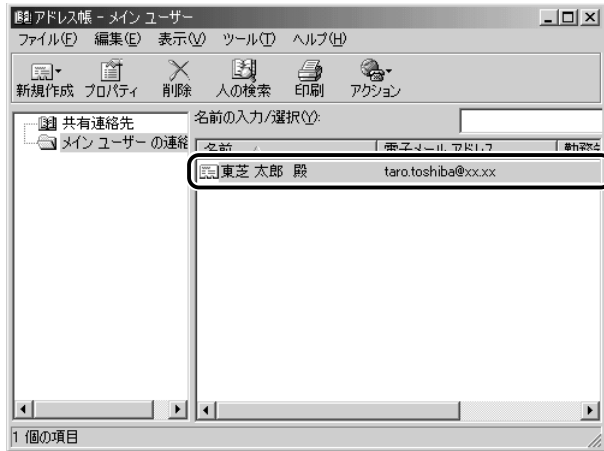 アドレス帳 - メイン ユーザー
ファイル(F) 編集(E) 表示(V) ツール(T) ヘルプ(H)
新規作成 プロパティ 削除 人の検索 印刷 アクション
共有連絡先
メイン ユーザー の連絡
名前の入力/選択(Y):
名前 電子メール アドレス 勤務先
東芝 太郎 殿 taro.toshiba@xx.xx
1 個の項目